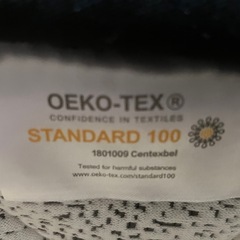 OEKO-TEX®
CONFIDENCE IN TEXTILES
STANDARD 100
1801009 Centexbel
Tested for harmful substances
www.oeko-tex.com/standard100